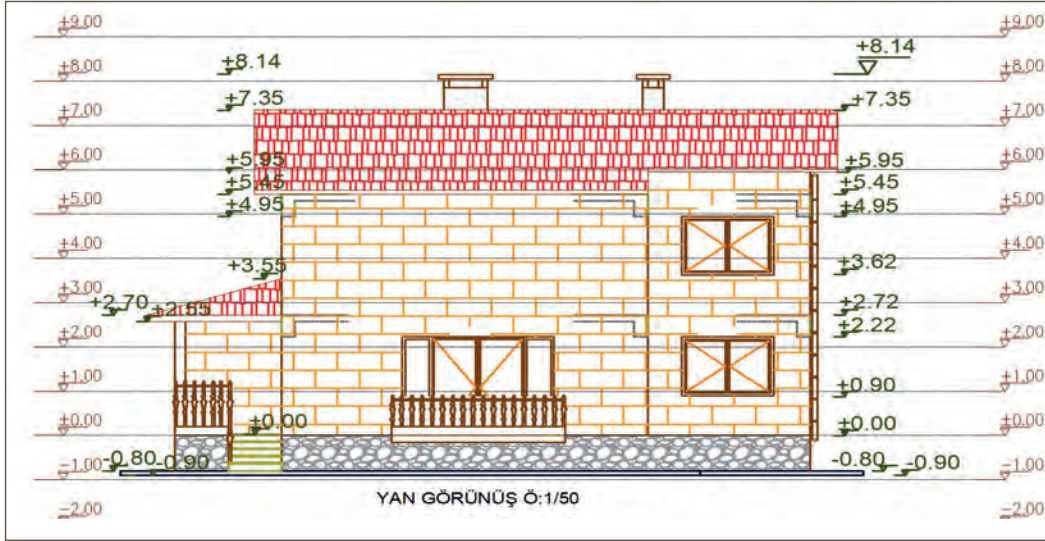 +9.00 +9.00
+8.14 +8.14
+8.00 +8.00
+7.35 +7.35
+7.00 +7.00
+6.00 +5.95 +5.95 +6.00
+5.45 +5.45
+5.00 +4.95 +4.95 +5.00
+4.00 +4.00
+3.55 +3.62
+3.00 +3.00
+2.70 +2.55 +2.72
+2.00 +2.22 +2.00
+1.00 +0.90 +1.00
±0.00 ±0.00 ±0.00 ±0.00
-0.80 -0.90 -0.80 -0.90
-1.00 -1.00
YAN GÖRÜNÜŞ Ö:1/50
-2.00 -2.00